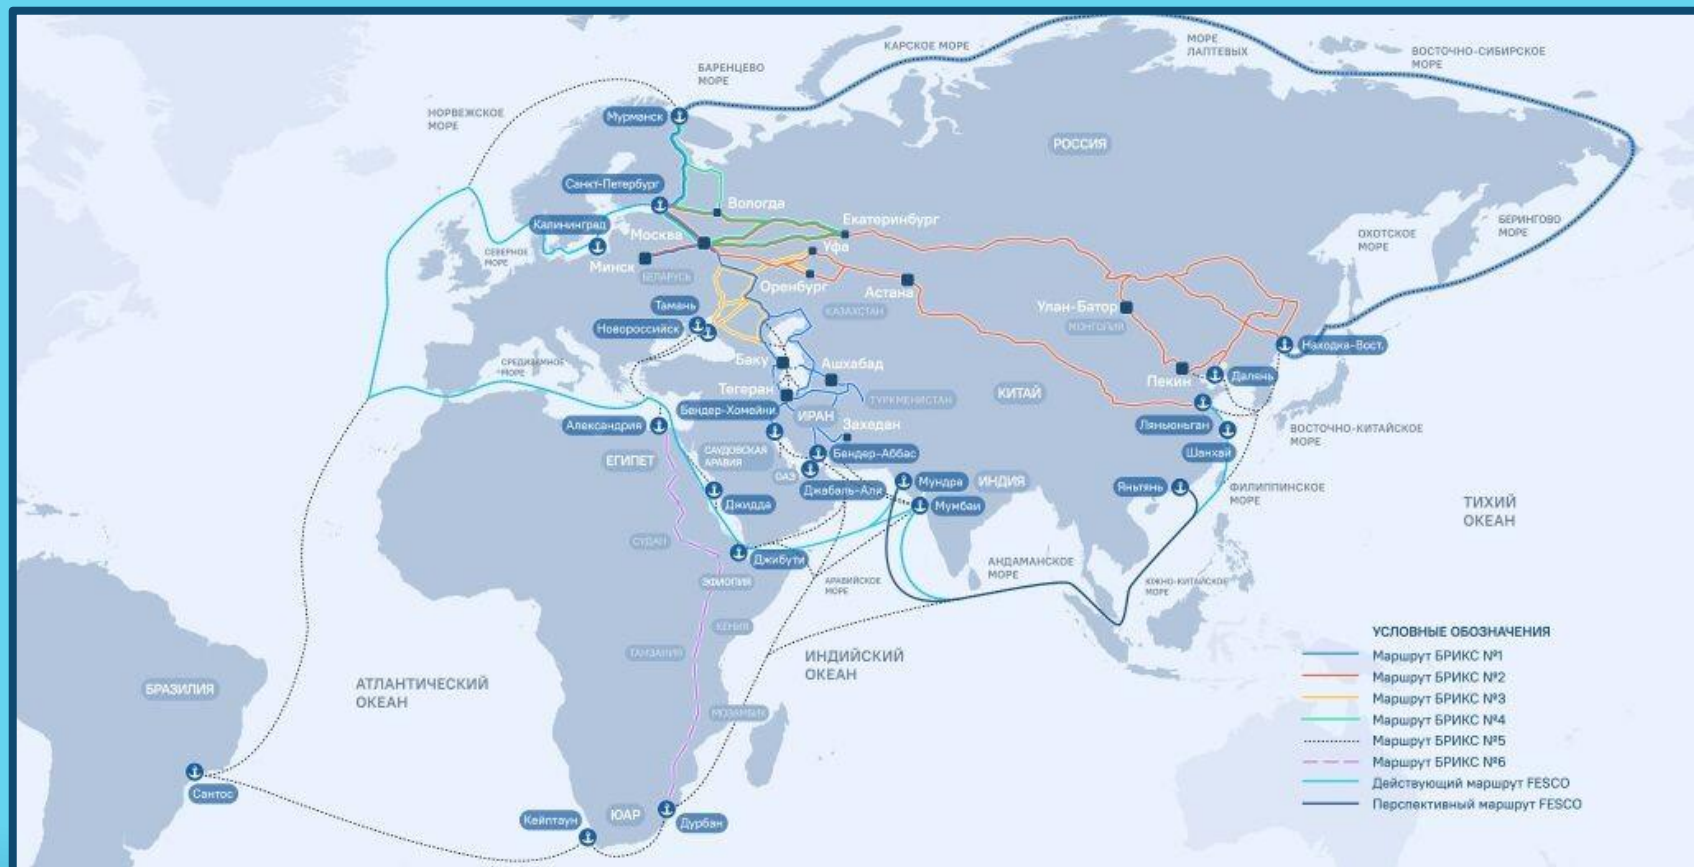 КАРСКОЕ МОРЕ
МОРЕ
ЛАПТЕВЫХ
ВОСТОЧНО-СИБИРСКОЕ
МОРЕ
БАРЕНЦЕВО
МОРЕ
НОРВЕЖСКОЕ
МОРЕ
Мурманск
РОССИЯ
Санкт-Петербург
Вологда
Екатеринбург
Калининград
Москва
Уфа
БЕРИНГОВО
МОРЕ
ОХОТСКОЕ
МОРЕ
СЕВЕРНОЕ
МОРЕ
Минск
БЕЛАРУСЬ
Оренбург
Астана
Тамань
КАЗАХСТАН
Улан-Батор
Новороссийск
МОНГОЛИЯ
Находка-Вост.
СРЕДИЗЕМНОЕ
МОРЕ
Баку
Ашхабад
Пекин
Далянь
Тегеран
ТУРКМЕНИСТАН
КИТАЙ
Бендер-Хомейни
ИРАН
Александрия
Захедан
Ляньюньган
ВОСТОЧНО-КИТАЙСКОЕ
МОРЕ
ЕГИПЕТ
САУДОВСКАЯ
АРАВИЯ
Бендер-Аббас
Шанхай
ОАЭ
Джабаль-Али
Мундра
ИНДИЯ
Яньтянь
ФИЛИППИНСКОЕ
МОРЕ
Джидда
Мумбаи
ТИХИЙ
ОКЕАН
СУДАН
Джибути
ЭФИОПИЯ
АРАВИЙСКОЕ
МОРЕ
АНДАМАНСКОЕ
МОРЕ
ЮЖНО-КИТАЙСКОЕ
МОРЕ
КЕНИЯ
ТАНЗАНИЯ
ИНДИЙСКИЙ
ОКЕАН
БРАЗИЛИЯ
АТЛАНТИЧЕСКИЙ
ОКЕАН
МОЗАМБИК
Сантос
Кейптаун
ЮАР
Дурбан
УСЛОВНЫЕ ОБОЗНАЧЕНИЯ
Маршрут БРИКС №1
Маршрут БРИКС №2
Маршрут БРИКС №3
Маршрут БРИКС №4
Маршрут БРИКС №5
Маршрут БРИКС №6
Действующий маршрут FESCO
Перспективный маршрут FESCO